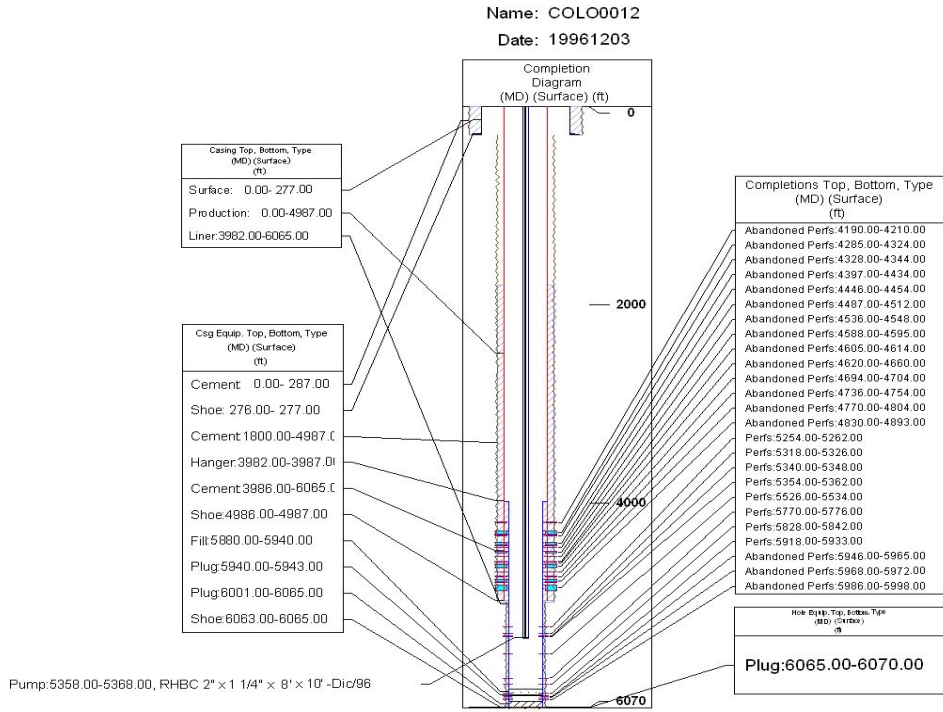 Name: COLO0012
Date: 19961203
Completion
Diagram
(MD) (Surface) (ft)
0
2000
4000
6070
Casing Top, Bottom, Type
(MD) (Surface)
(ft)
Surface: 0.00- 277.00
Production: 0.00-4987.00
Liner:3982.00-6065.00
Csg Equip. Top, Bottom, Type
(MD) (Surface)
(ft)
Cement: 0.00- 287.00
Shoe: 276.00- 277.00
Cement:1800.00-4987.0
Hanger:3982.00-3987.00
Cement:3986.00-6065.0
Shoe:4986.00-4987.00
Fill:5880.00-5940.00
Plug:5940.00-5943.00
Plug:6001.00-6065.00
Shoe:6063.00-6065.00
Pump:5358.00-5368.00, RHBC 2" × 1 1/4" × 8' × 10' -Dic/96
Completions Top, Bottom, Type
(MD) (Surface)
(ft)
Abandoned Perfs:4190.00-4210.00
Abandoned Perfs:4285.00-4324.00
Abandoned Perfs:4328.00-4344.00
Abandoned Perfs:4397.00-4434.00
Abandoned Perfs:4446.00-4454.00
Abandoned Perfs:4487.00-4512.00
Abandoned Perfs:4536.00-4548.00
Abandoned Perfs:4588.00-4595.00
Abandoned Perfs:4605.00-4614.00
Abandoned Perfs:4620.00-4660.00
Abandoned Perfs:4694.00-4704.00
Abandoned Perfs:4736.00-4754.00
Abandoned Perfs:4770.00-4804.00
Abandoned Perfs:4830.00-4893.00
Perfs:5254.00-5262.00
Perfs:5318.00-5326.00
Perfs:5340.00-5348.00
Perfs:5354.00-5362.00
Perfs:5526.00-5534.00
Perfs:5770.00-5776.00
Perfs:5828.00-5842.00
Perfs:5918.00-5933.00
Abandoned Perfs:5946.00-5965.00
Abandoned Perfs:5968.00-5972.00
Abandoned Perfs:5986.00-5998.00
Hole Equip. Top, Bottom, Type
(MD) (Surface)
(ft)
Plug:6065.00-6070.00